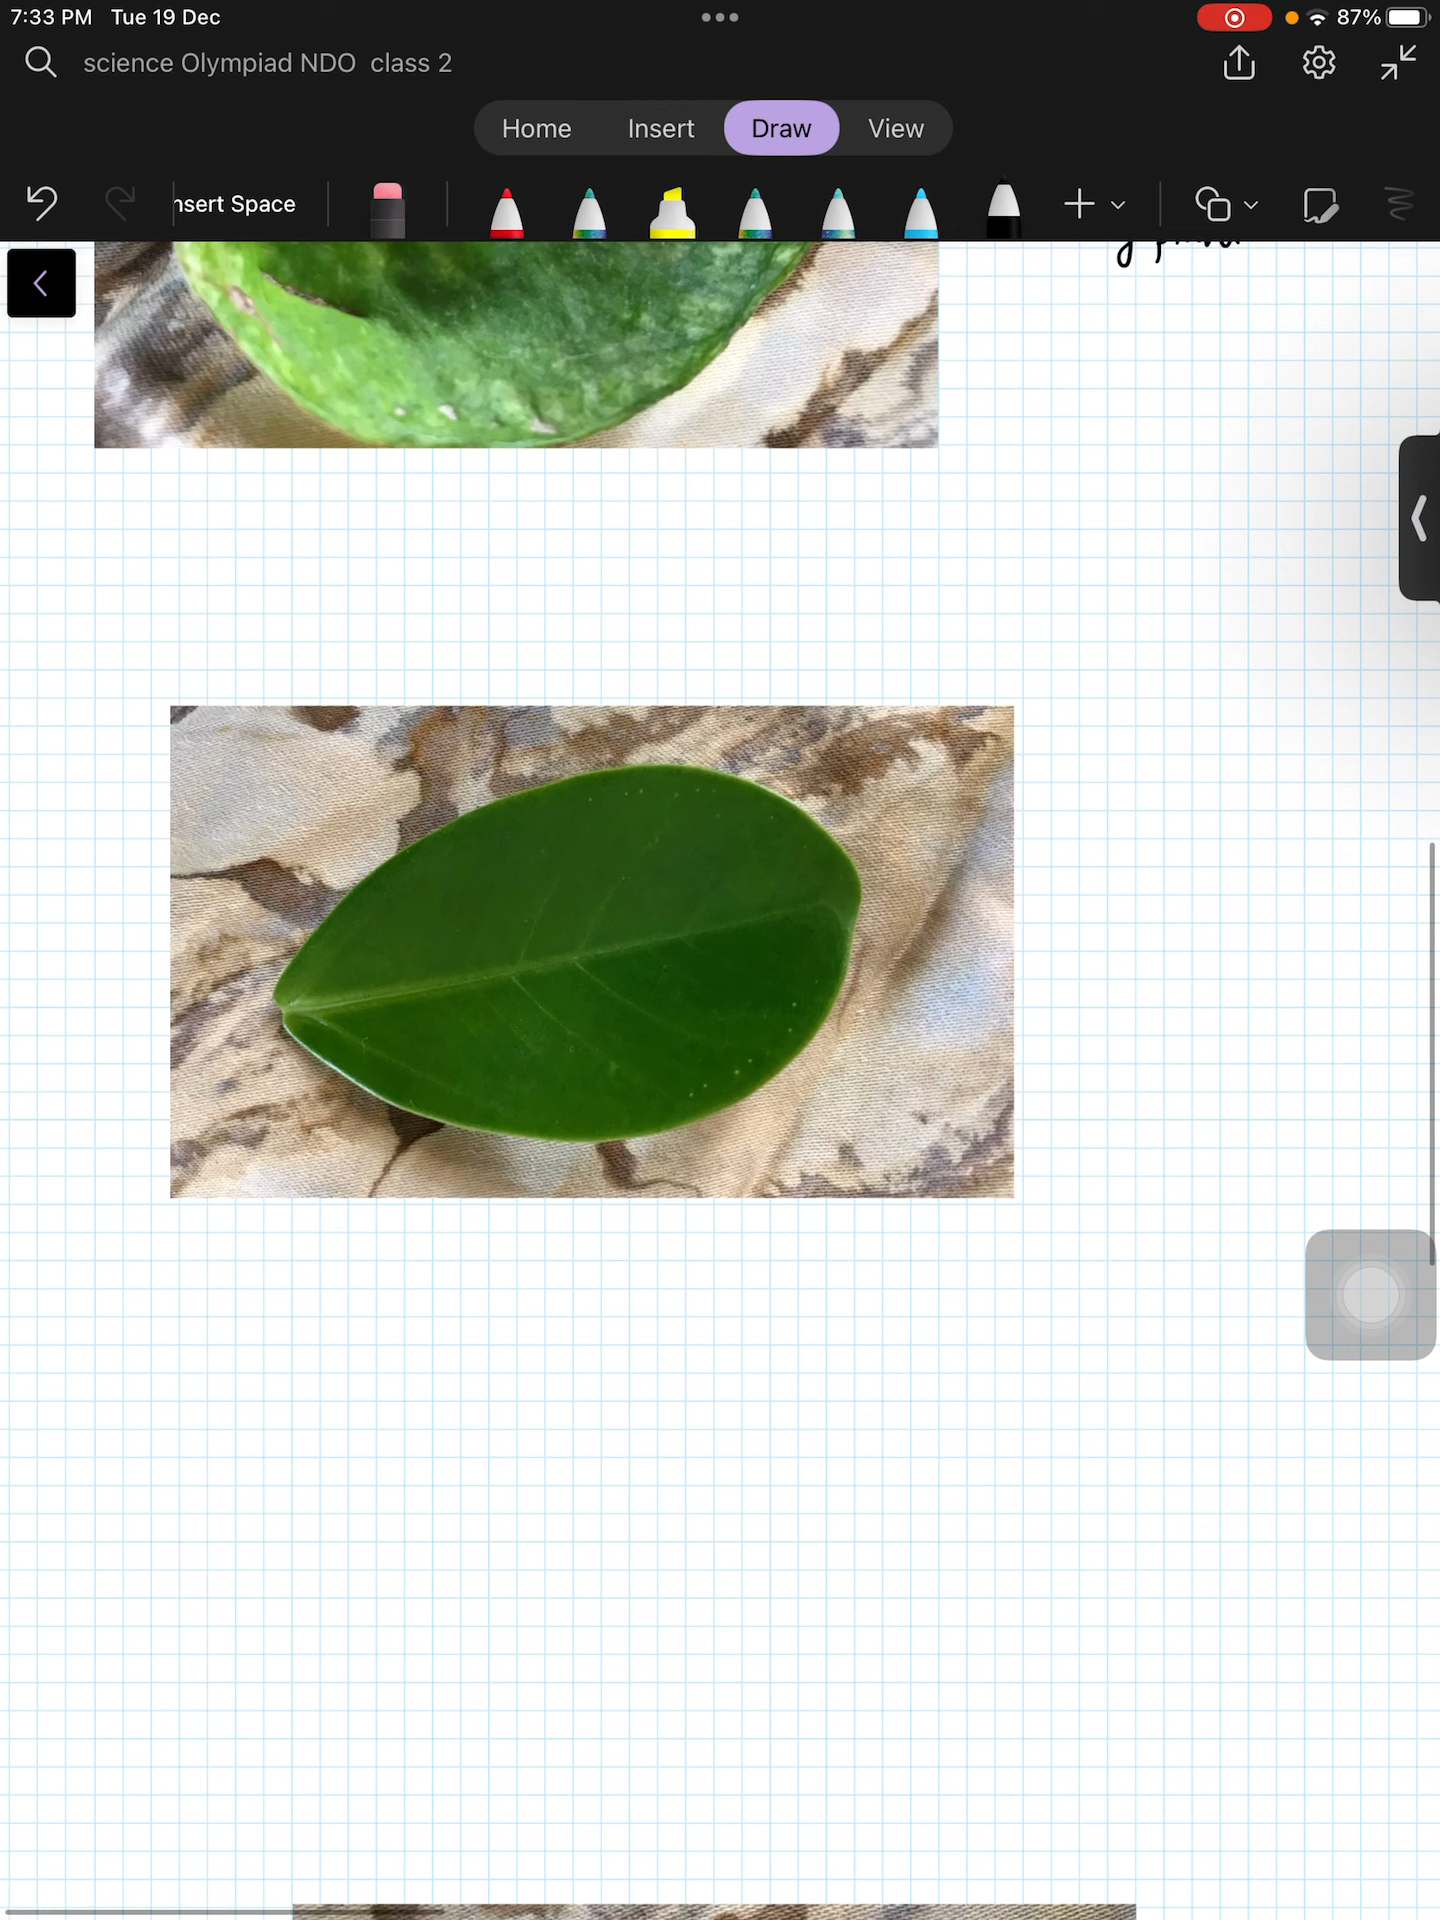 7:33 PM Tue 19 Dec
87%
science Olympiad NDO class 2
Home Insert Draw View
nsert Space